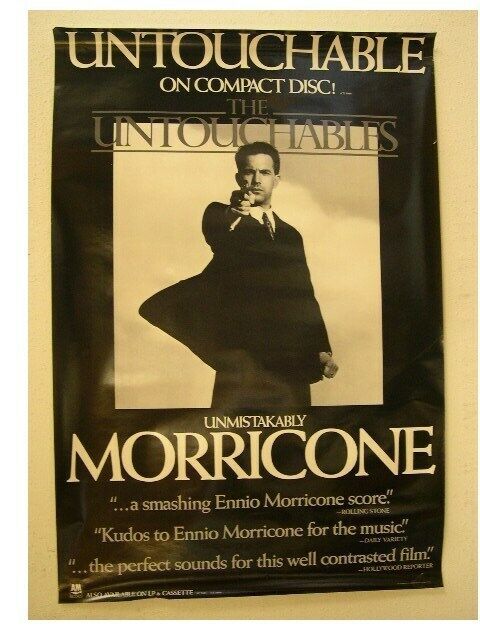 UNTOUCHABLE
ON COMPACT DISC!
THE
UNTOUCHABLES
UNMISTAKABLY
MORRICONE
“...a smashing Ennio Morricone score.”
—ROLLING STONE
“Kudos to Ennio Morricone for the music.”
—DAILY VARIETY
“...the perfect sounds for this well contrasted film.”
—HOLLYWOOD REPORTER
A&M
ALSO AVAILABLE ON LP & CASSETTE